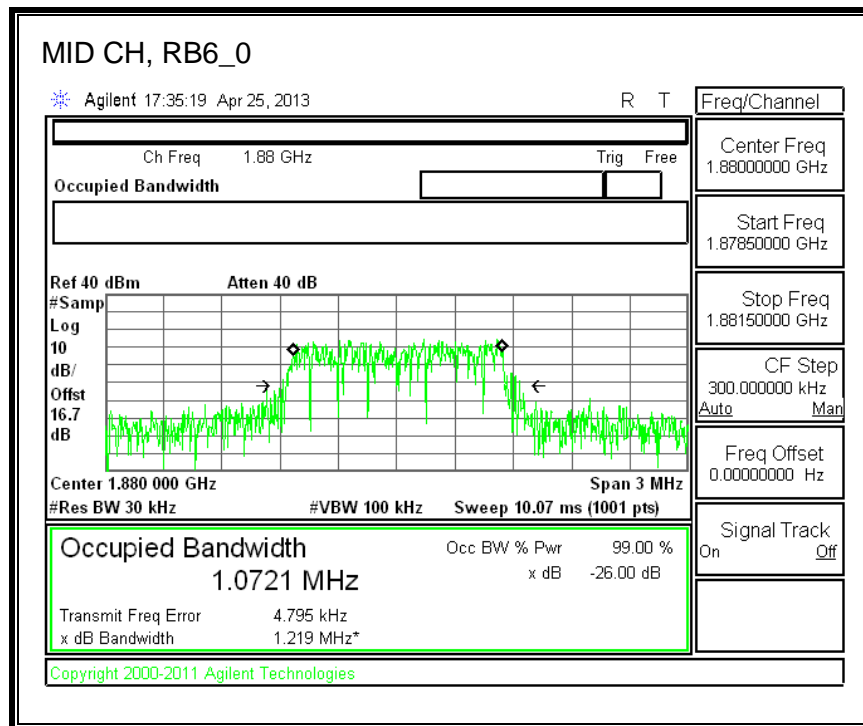 MID CH, RB6_0
Agilent 17:35:19 Apr 25, 2013 R T
Freq/Channel
Ch Freq 1.88 GHz Trig Free
Occupied Bandwidth
Center Freq
1.88000000 GHz
Start Freq
1.87850000 GHz
Stop Freq
1.88150000 GHz
CF Step
300.000000 kHz
Auto Man
Freq Offset
0.00000000 Hz
Signal Track
On Off
Ref 40 dBm Atten 40 dB
#Samp
Log
10
dB/
Offst
16.7
dB
Center 1.880 000 GHz Span 3 MHz
#Res BW 30 kHz #VBW 100 kHz Sweep 10.07 ms (1001 pts)
Occupied Bandwidth Occ BW % Pwr 99.00 %
1.0721 MHz x dB -26.00 dB
Transmit Freq Error 4.795 kHz
x dB Bandwidth 1.219 MHz*
Copyright 2000-2011 Agilent Technologies